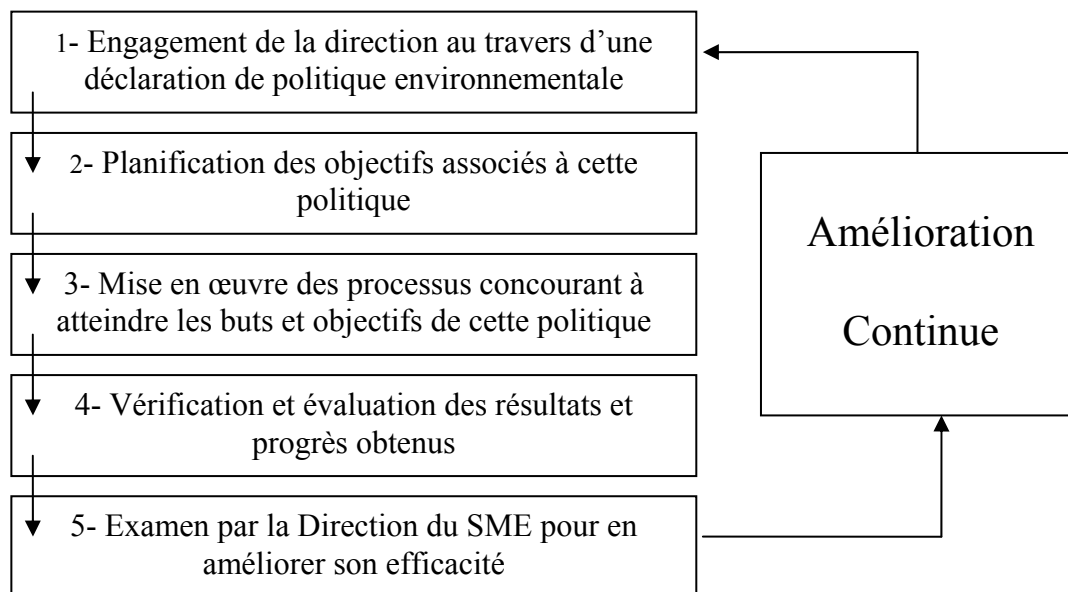 1- Engagement de la direction au travers d’une
déclaration de politique environnementale
2- Planification des objectifs associés à cette
politique
3- Mise en œuvre des processus concourant à
atteindre les buts et objectifs de cette politique
4- Vérification et évaluation des résultats et
progrès obtenus
5- Examen par la Direction du SME pour en
améliorer son efficacité
Amélioration
Continue